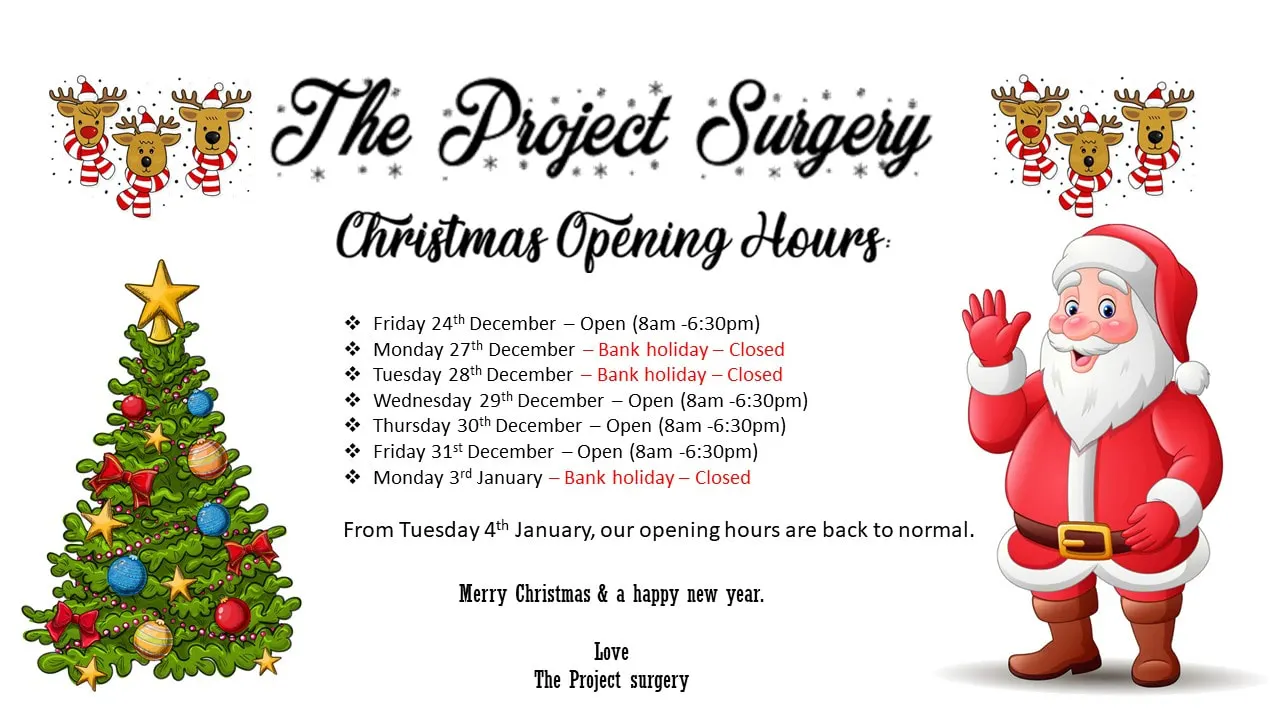 The Project Surgery
Christmas Opening Hours:
❖ Friday 24th December – Open (8am -6:30pm)
❖ Monday 27th December – Bank holiday – Closed
❖ Tuesday 28th December – Bank holiday – Closed
❖ Wednesday 29th December – Open (8am -6:30pm)
❖ Thursday 30th December – Open (8am -6:30pm)
❖ Friday 31st December – Open (8am -6:30pm)
❖ Monday 3rd January – Bank holiday – Closed
From Tuesday 4th January, our opening hours are back to normal.
Merry Christmas & a happy new year.
Love
The Project surgery